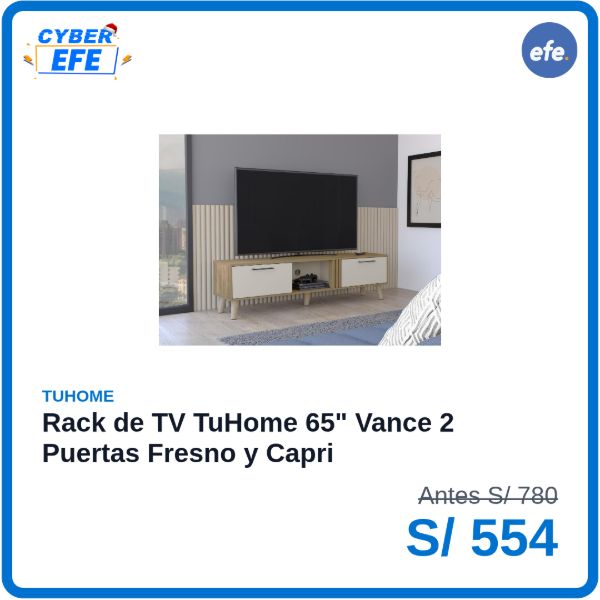 CYBER
EFE
efe.
TUHOME
Rack de TV TuHome 65" Vance 2
Puertas Fresno y Capri
Antes S/ 780
S/ 554